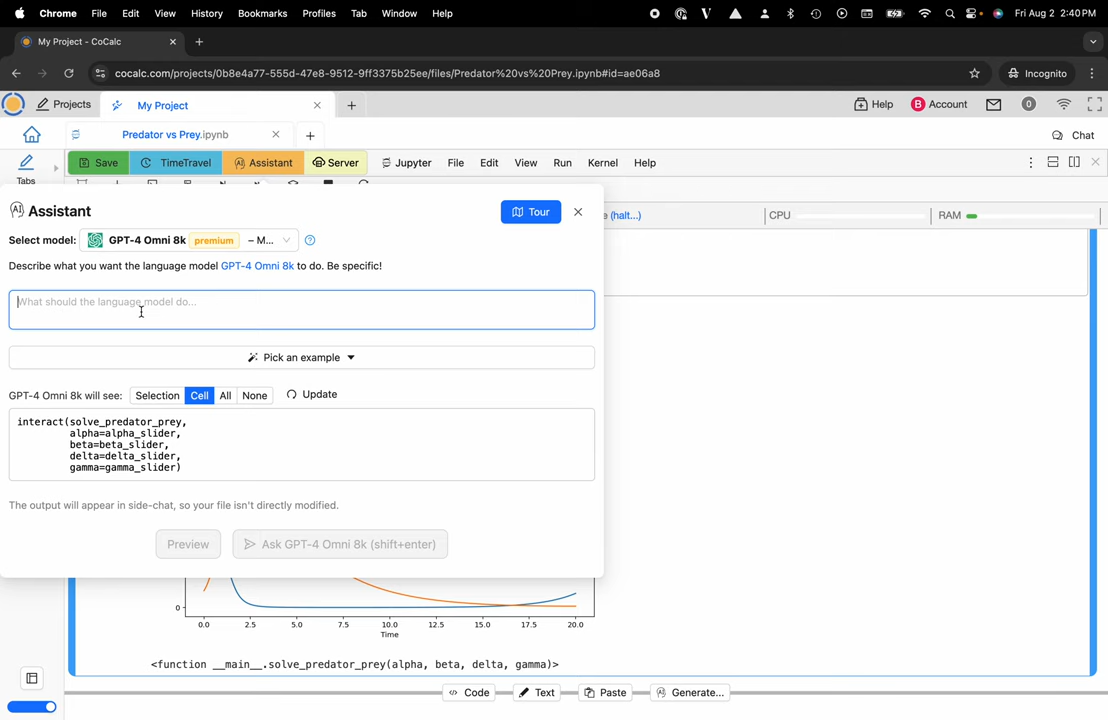 Chrome File Edit View History Bookmarks Profiles Tab Window Help Fri Aug 2 2:40 PM
My Project - CoCalc
cocalc.com/projects/0b8e4a77-555d-47e8-9512-9ff3375b25ee/files/Predator%20vs%20Prey.ipynb#id=ae06a8 Incognito
Projects My Project Help B Account 0
Predator vs Prey.ipynb Chat
Save TimeTravel Assistant Server Jupyter File Edit View Run Kernel Help
Tabs
Assistant Tour
e (halt...) CPU RAM
Select model: GPT-4 Omni 8k premium – M...
Describe what you want the language model GPT-4 Omni 8k to do. Be specific!
What should the language model do...
Pick an example
GPT-4 Omni 8k will see: Selection Cell All None Update
interact(solve_predator_prey,
alpha=alpha_slider,
beta=beta_slider,
delta=delta_slider,
gamma=gamma_slider)
The output will appear in side-chat, so your file isn't directly modified.
Preview Ask GPT-4 Omni 8k (shift+enter)
0
0.0 2.5 5.0 7.5 10.0 12.5 15.0 17.5 20.0
Time
<function __main__.solve_predator_prey(alpha, beta, delta, gamma)>
Code Text Paste Generate...